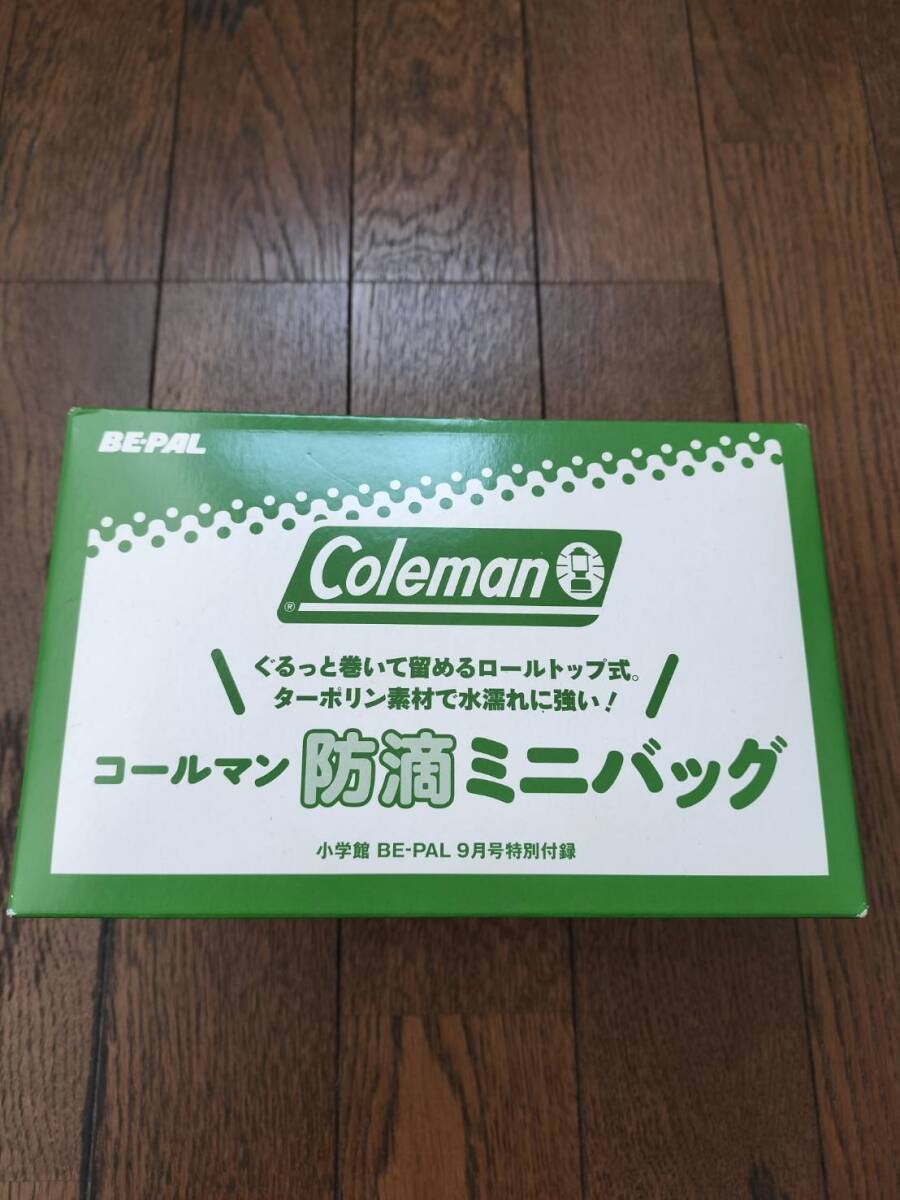 BE-PAL
Coleman
®
ぐるっと巻いて留めるロールトップ式。
ターポリン素材で水濡れに強い！
コールマン 防滴 ミニバッグ
小学館 BE-PAL 9月号特別付録